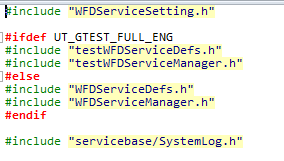 #include "WFDServiceSetting.h"
#ifdef UT_GTEST_FULL_ENG
#include "testWFDServiceDefs.h"
#include "testWFDServiceManager.h"
#else
#include "WFDServiceDefs.h"
#include "WFDServiceManager.h"
#endif
#include "servicebase/SystemLog.h"